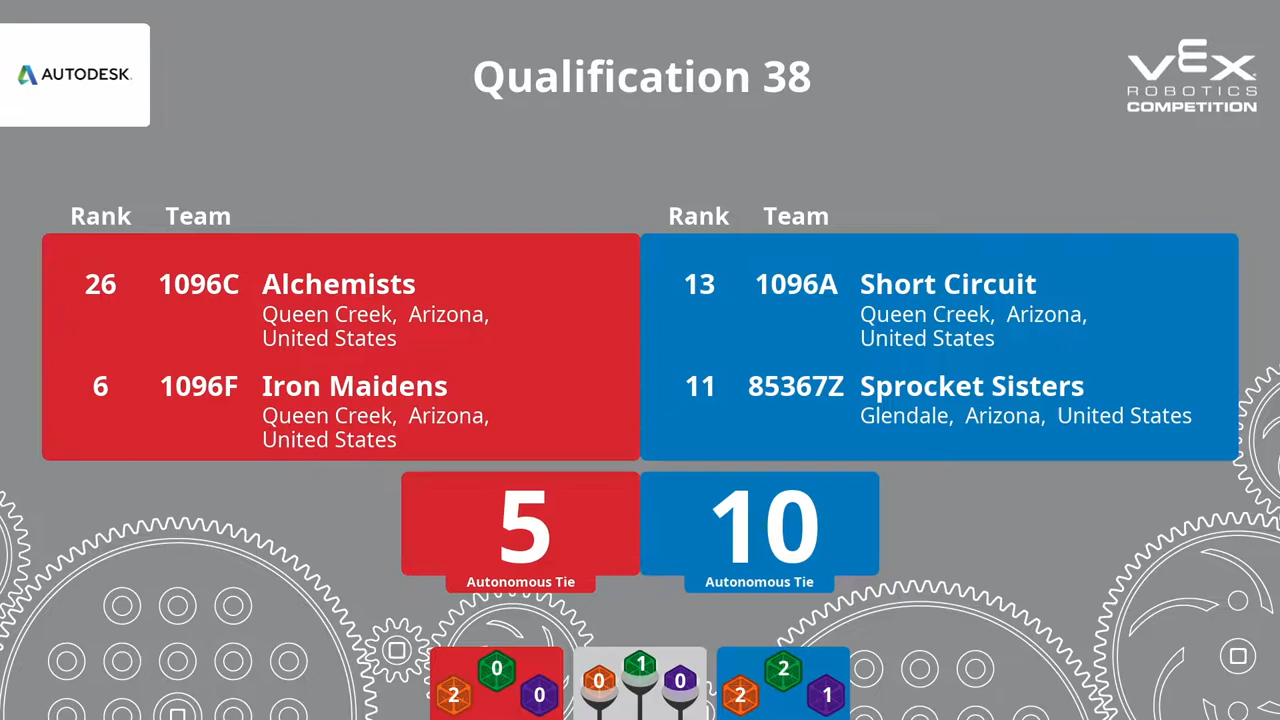 AUTODESK.
Qualification 38
VEX
ROBOTICS
COMPETITION
Rank Team
26 1096C Alchemists
Queen Creek, Arizona,
United States
6 1096F Iron Maidens
Queen Creek, Arizona,
United States
Rank Team
13 1096A Short Circuit
Queen Creek, Arizona,
United States
11 85367Z Sprocket Sisters
Glendale, Arizona, United States
5 10
Autonomous Tie Autonomous Tie
2 0 0
0 1 0
2 2 1